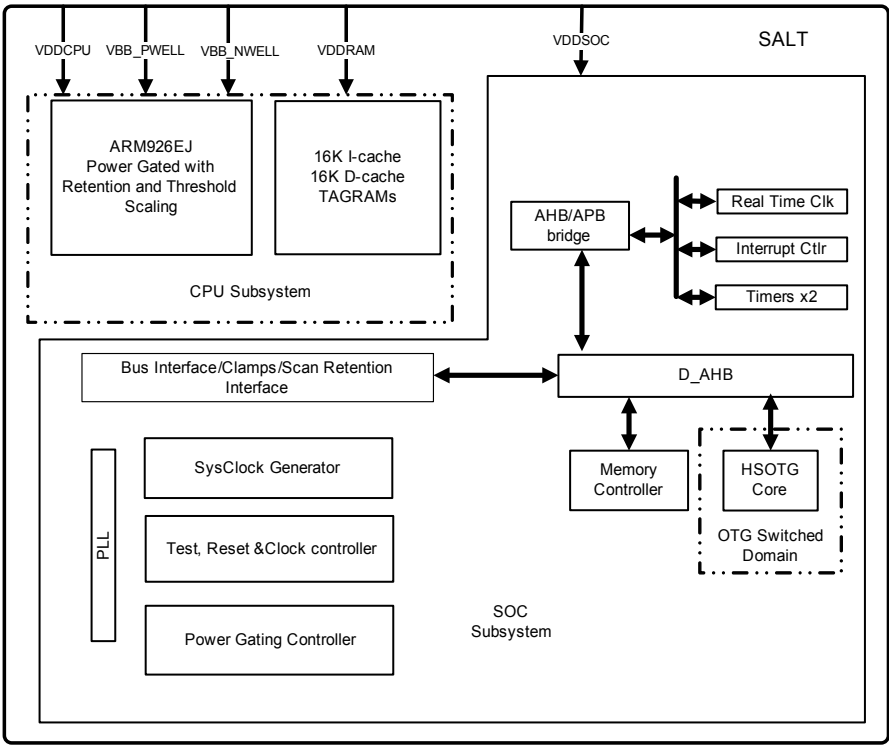 VDDCPU
VBB_PWELL
VBB_NWELL
VDDRAM
VDDSOC
SALT
ARM926EJ
Power Gated with
Retention and Threshold
Scaling
16K I-cache
16K D-cache
TAGRAMs
CPU Subsystem
AHB/APB
bridge
Real Time Clk
Interrupt Ctlr
Timers x2
Bus Interface/Clamps/Scan Retention
Interface
D_AHB
SysClock Generator
Memory
Controller
HSOTG
Core
OTG Switched
Domain
PLL
Test, Reset &Clock controller
Power Gating Controller
SOC
Subsystem